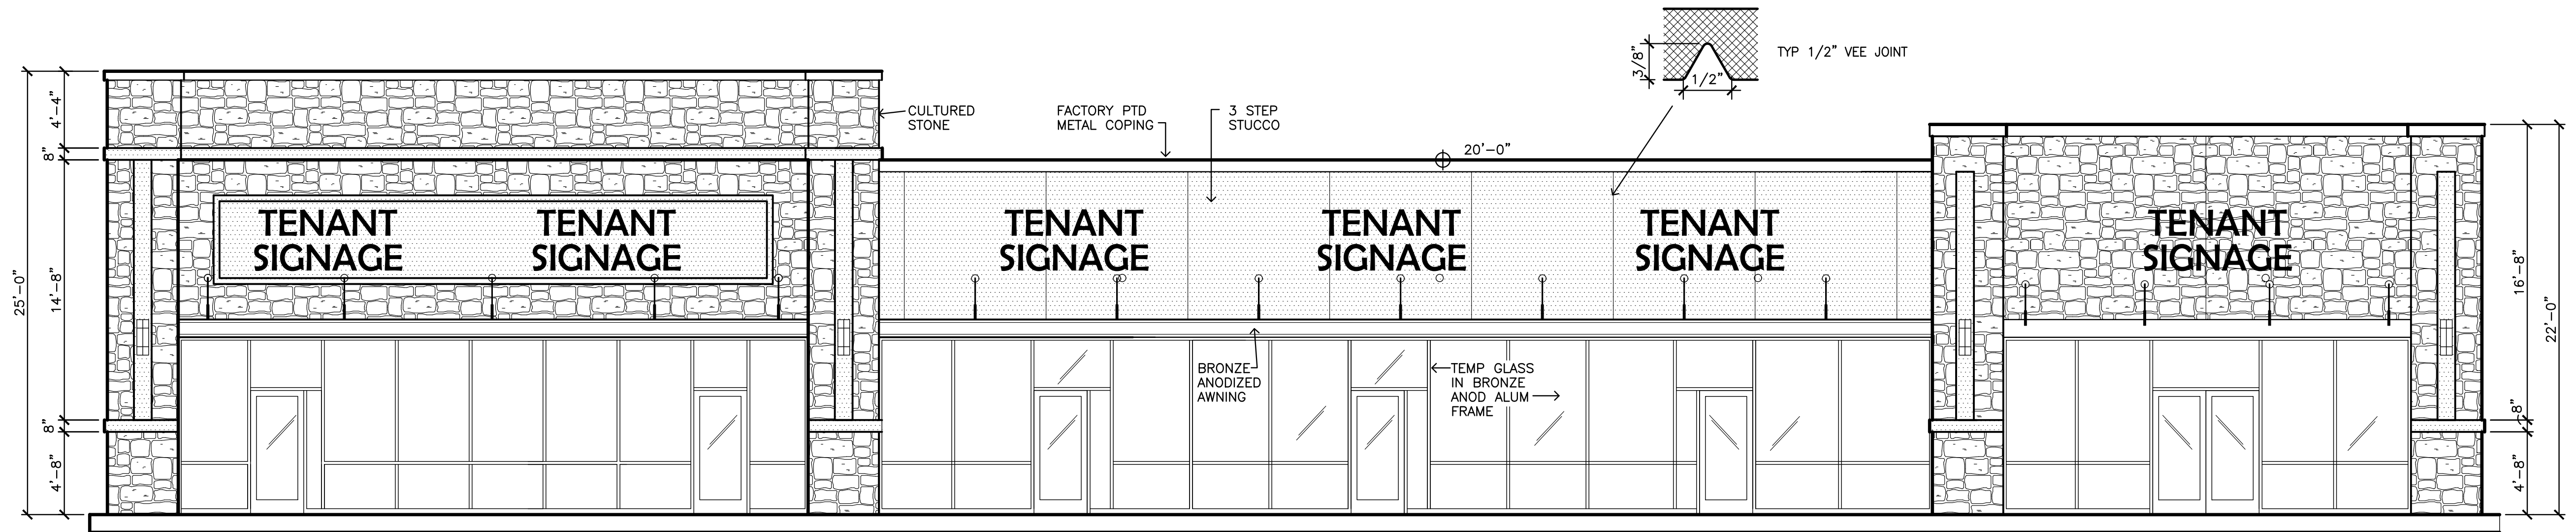 3/8"
1/2"
TYP 1/2" VEE JOINT
CULTURED
STONE
FACTORY PTD
METAL COPING
3 STEP
STUCCO
20'-0"
25'-0"
4'-4"
8"
14'-8"
8"
4'-8"
TENANT
SIGNAGE
TENANT
SIGNAGE
TENANT
SIGNAGE
TENANT
SIGNAGE
TENANT
SIGNAGE
TENANT
SIGNAGE
BRONZE
ANODIZED
AWNING
TEMP GLASS
IN BRONZE
ANOD ALUM
FRAME
16'-8"
8"
4'-8"
22'-0"